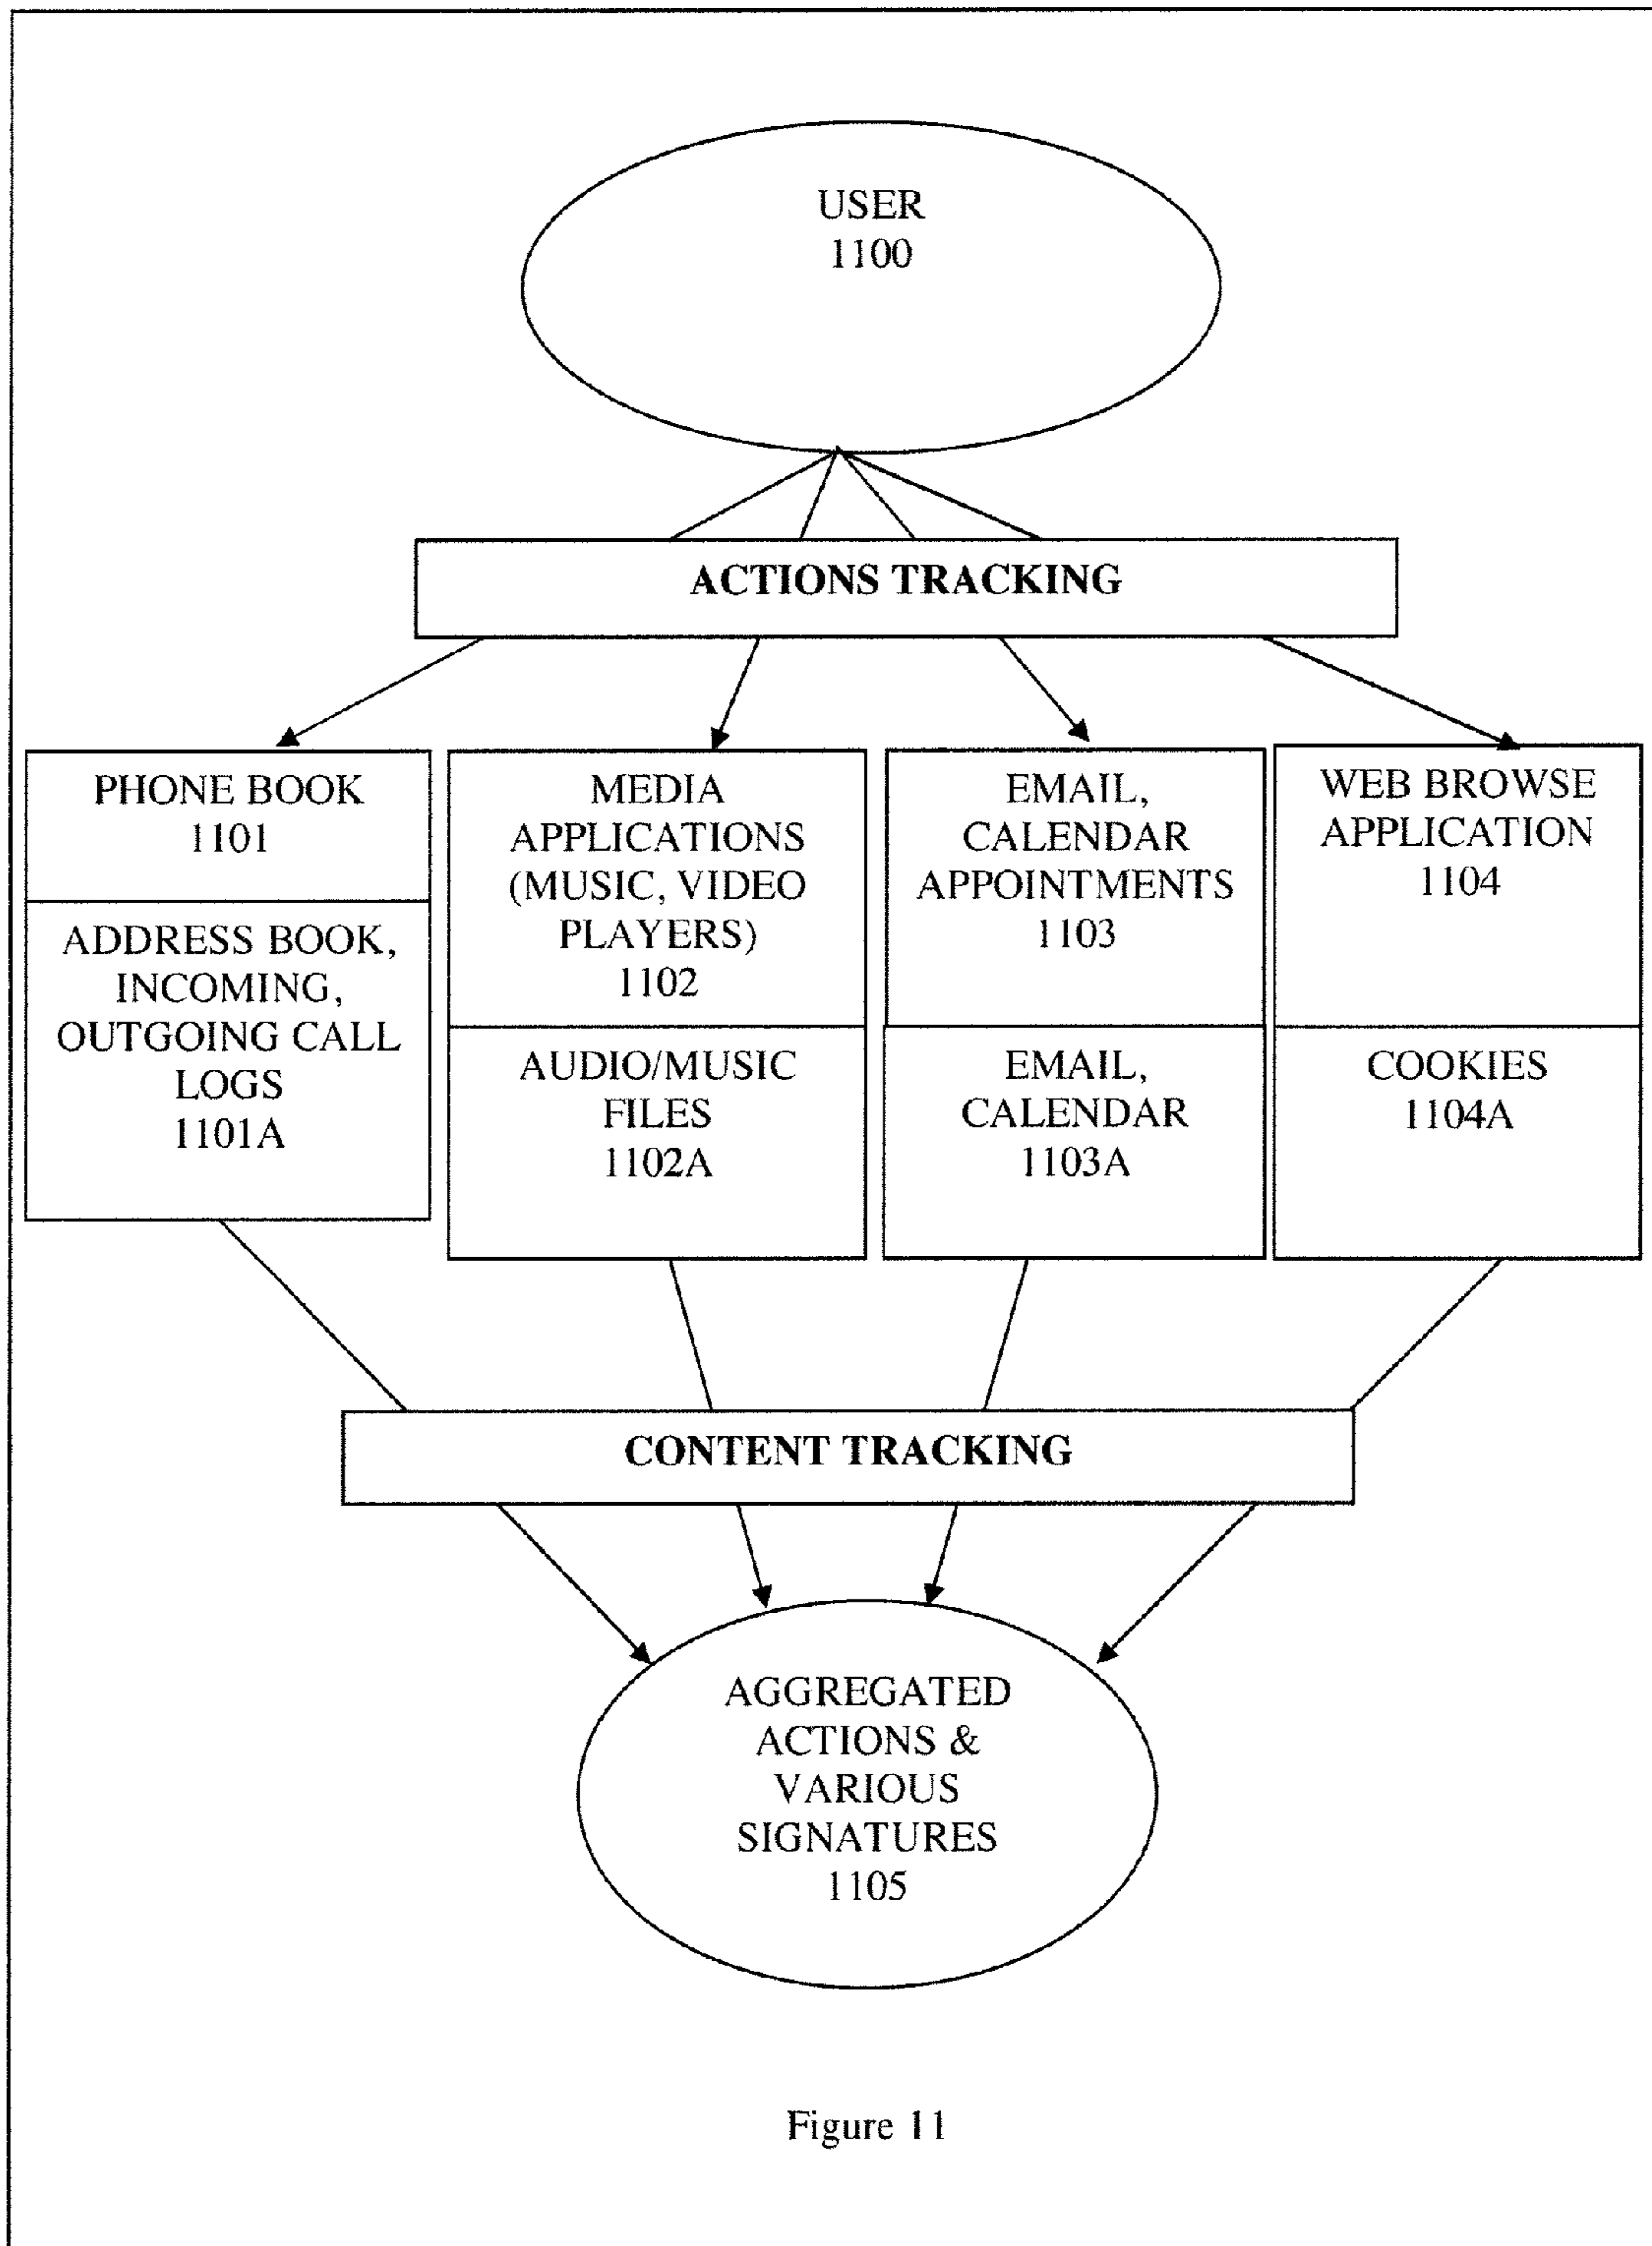 USER
1100
ACTIONS TRACKING
PHONE BOOK
1101
ADDRESS BOOK,
INCOMING,
OUTGOING CALL
LOGS
1101A
MEDIA
APPLICATIONS
(MUSIC, VIDEO
PLAYERS)
1102
AUDIO/MUSIC
FILES
1102A
EMAIL,
CALENDAR
APPOINTMENTS
1103
EMAIL,
CALENDAR
1103A
WEB BROWSE
APPLICATION
1104
COOKIES
1104A
CONTENT TRACKING
AGGREGATED
ACTIONS &
VARIOUS
SIGNATURES
1105
Figure 11